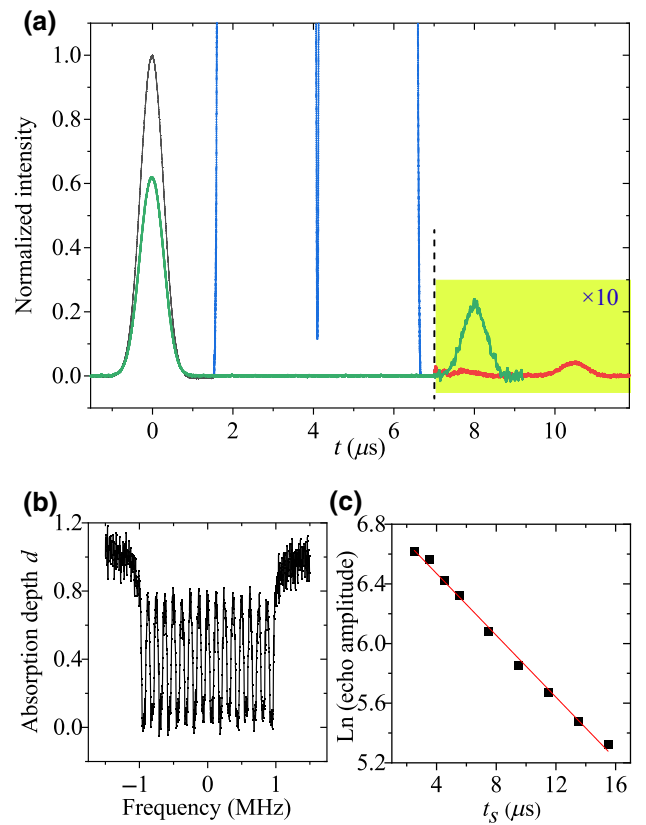 (a)
Normalized intensity
1.0
0.8
0.6
0.4
0.2
0.0
×10
0 2 4 6 8 10
t (μs)
(b)
Absorption depth d
1.2
0.8
0.4
0.0
−1 0 1
Frequency (MHz)
(c)
Ln (echo amplitude)
6.8
6.4
6.0
5.6
5.2
4 8 12 16
t_s (μs)